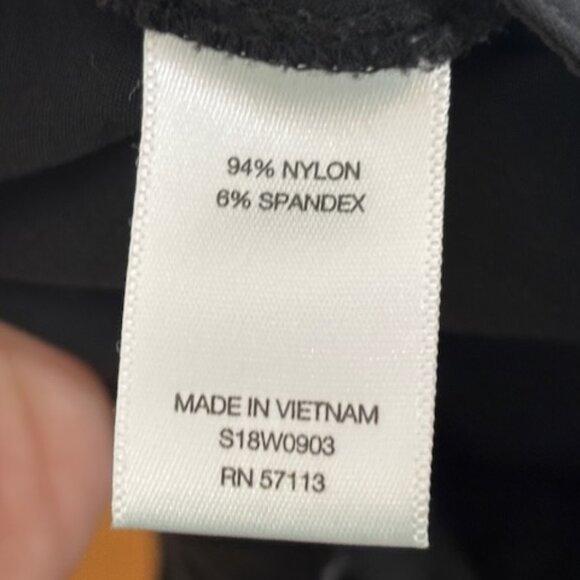 94% NYLON
6% SPANDEX
MADE IN VIETNAM
S18W0903
RN 57113